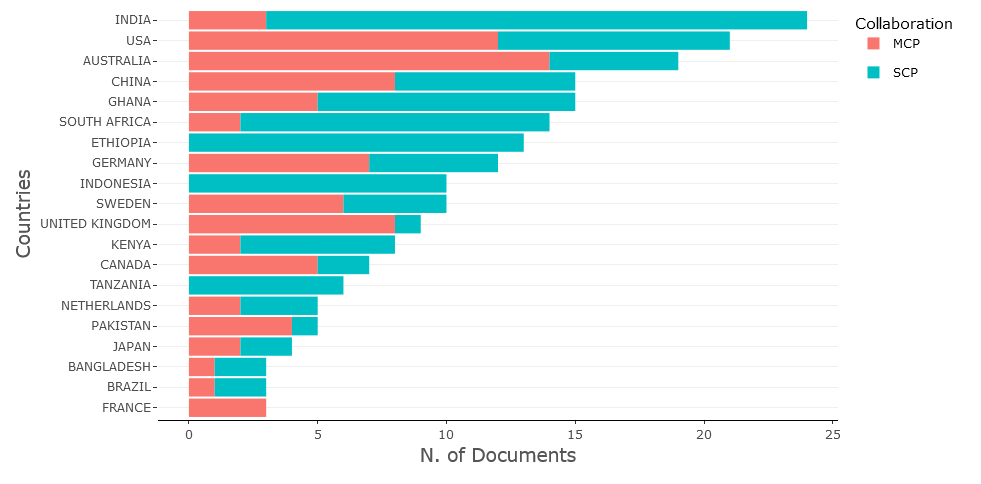 Collaboration
MCP
SCP
Countries
INDIA
USA
AUSTRALIA
CHINA
GHANA
SOUTH AFRICA
ETHIOPIA
GERMANY
INDONESIA
SWEDEN
UNITED KINGDOM
KENYA
CANADA
TANZANIA
NETHERLANDS
PAKISTAN
JAPAN
BANGLADESH
BRAZIL
FRANCE
0 5 10 15 20 25
N. of Documents